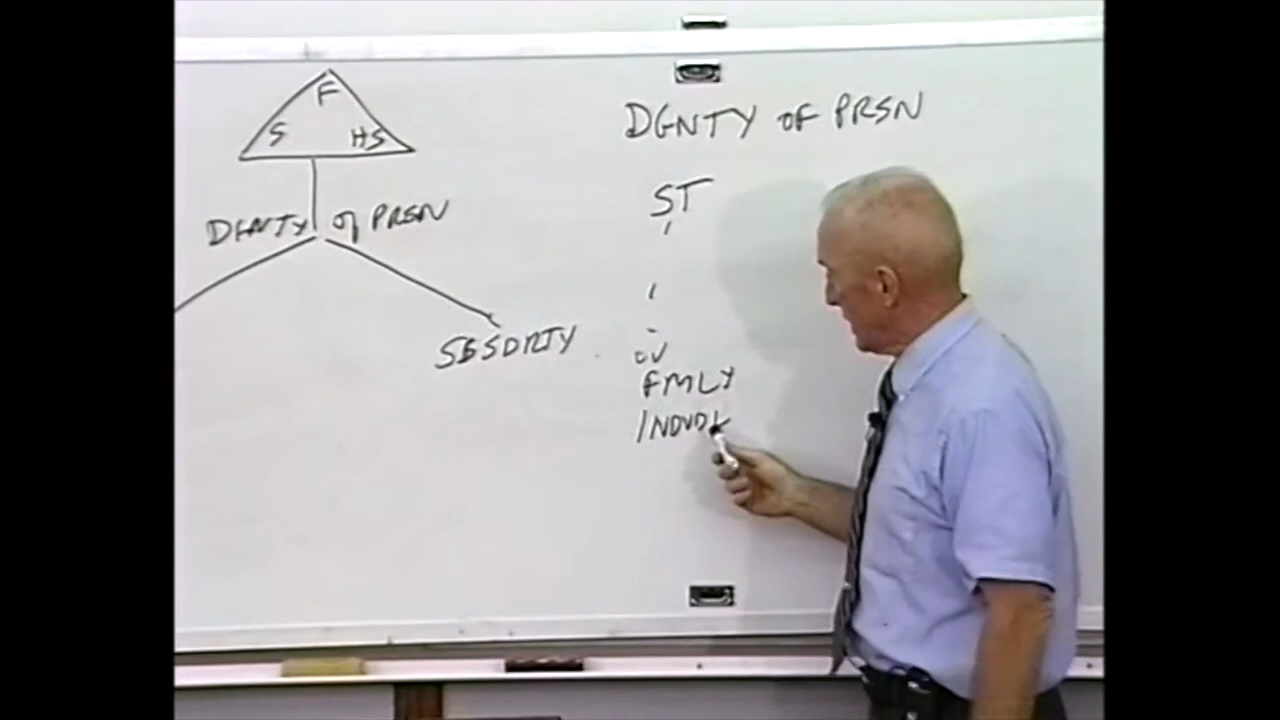 F
S HS
DGNTY of PRSN
SBSDRTY
DGNTY OF PRSN
ST
FMLY
INDVDL